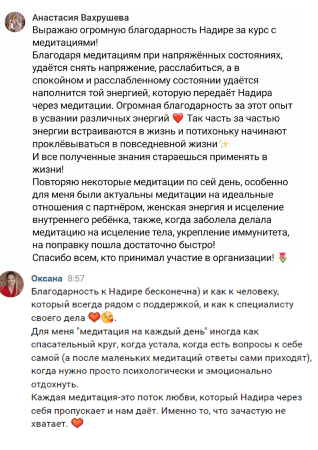 Анастасия Вахрушева
Выражаю огромную благодарность Надире за курс с
медитациями!
Благодаря медитациям при напряжённых состояниях,
удаётся снять напряжение, расслабиться, а в
спокойном и расслабленном состоянии удаётся
наполнится той энергией, которую передаёт Надира
через медитации. Огромная благодарность за этот опыт
в усвании различных энергий ❤️ Так часть за частью
энергии встраиваются в жизнь и потихоньку начинают
проклёвываться в повседневной жизни✨
И все полученные знания стараешься применять в
жизни!
Повторяю некоторые медитации по сей день, особенно
для меня были актуальны медитация на идеальные
отношения с партнёром, женская энергия и исцеление
внутреннего ребёнка, также, когда заболела делала
медитацию на исцеление тела, укрепление иммунитета,
на поправку пошла достаточно быстро!
Спасибо всем, кто принимал участие в организации! 🌷
Оксана 8:57
Благодарность к Надире бесконечна) и как к человеку,
который всегда рядом с поддержкой, и как к специалисту
своего дела ❤️😘.
Для меня "медитация на каждый день" иногда как
спасательный круг, когда устала, когда есть вопросы к себе
самой (а после маленьких медитаций ответы сами приходят),
когда нужно просто психологически и эмоционально
отдохнуть.
Каждая медитация-это поток любви, который Надира через
себя пропускает и нам даёт. Именно то, что зачастую не
хватает. ❤️